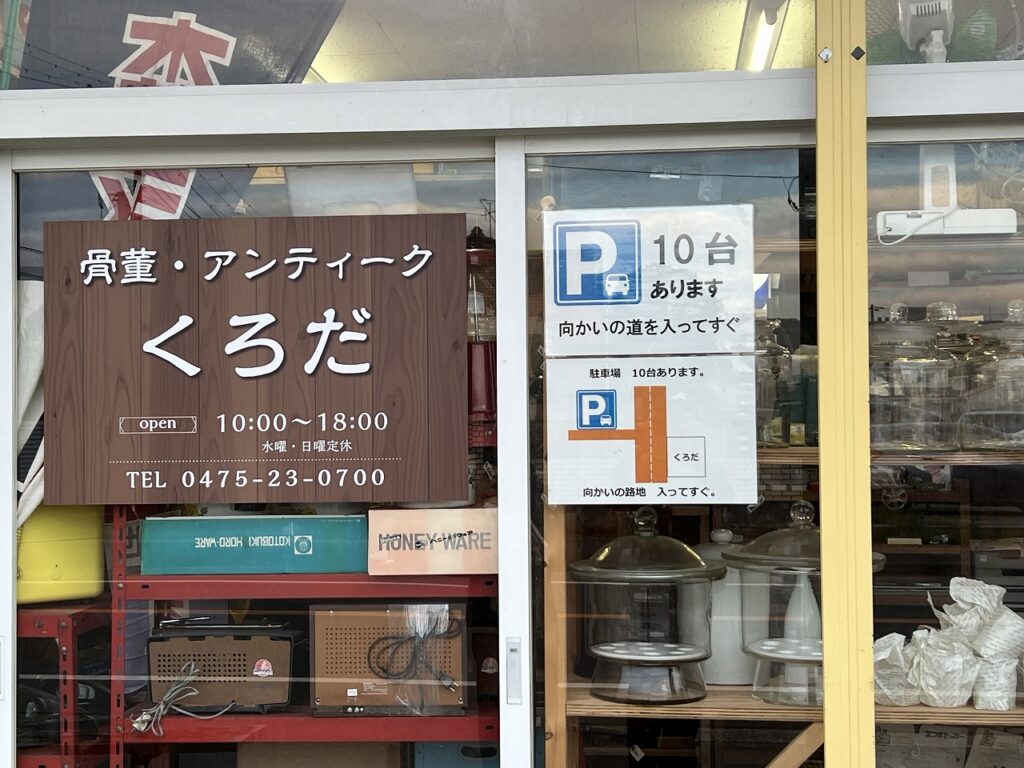 本
骨董・アンティーク
くろだ
open 10:00～18:00
水曜・日曜定休
TEL 0475-23-0700
P 10台
あります
向かいの道を入ってすぐ
駐車場 10台あります。
P
くろだ
向かいの路地 入ってすぐ。
KOTOBUKI HORO-WARE
HONEY WARE